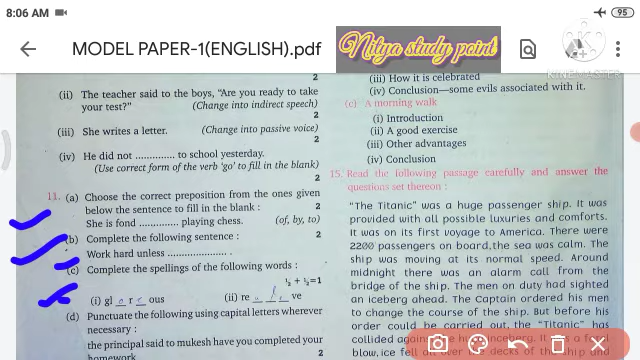 8:06 AM
95
MODEL PAPER-1(ENGLISH).pdf
Nitya study point
KINEMASTER
2
(ii) The teacher said to the boys, "Are you ready to take
your test?" (Change into indirect speech)
2
(iii) She writes a letter. (Change into passive voice)
2
(iv) He did not .............. to school yesterday.
(Use correct form of the verb 'go' to fill in the blank)
2
11. (a) Choose the correct preposition from the ones given
below the sentence to fill in the blank : 2
She is fond .............. playing chess. (of, by, to)
(b) Complete the following sentence : 2
Work hard unless .................... .
(c) Complete the spellings of the following words :
½ + ½ =1
(i) gl o r ous (ii) re ve
(d) Punctuate the following using capital letters wherever
necessary : 2
the principal said to mukesh have you completed your
homework
(iii) How it is celebrated
(iv) Conclusion—some evils associated with it.
(c) A morning walk
(i) Introduction
(ii) A good exercise
(iii) Other advantages
(iv) Conclusion
15. Read the following passage carefully and answer the
questions set thereon :
"The Titanic" was a huge passenger ship. It was
provided with all possible luxuries and comforts.
It was on its first voyage to America. There were
2200 passengers on board, the sea was calm. The
ship was moving at its normal speed. Around
midnight there was an alarm call from the
bridge of the ship. The men on duty had sighted
an iceberg ahead. The Captain ordered his men
to change the course of the ship. But before his
order could be carried out, the "Titanic" has
collided against the huge iceberg. It was a foul
blow, ice fell all over the decks of the ship and